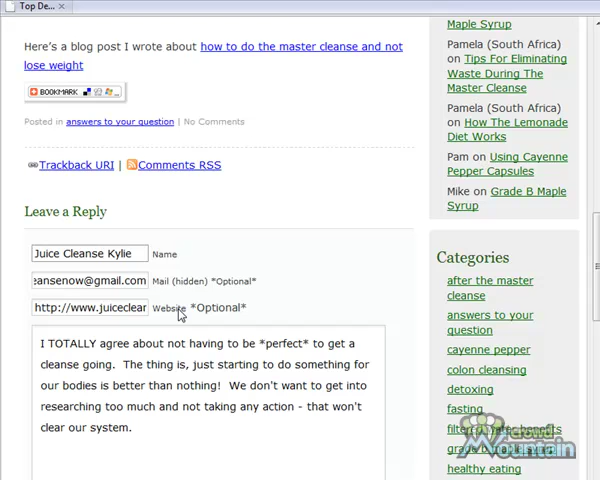 Top De...
Here's a blog post I wrote about how to do the master cleanse and not
lose weight
BOOKMARK
Posted in answers to your question | No Comments
Trackback URI | Comments RSS
Leave a Reply
Juice Cleanse Kylie Name
eansenow@gmail.com Mail (hidden) *Optional*
http://www.juiceclear Website *Optional*
I TOTALLY agree about not having to be *perfect* to get a
cleanse going. The thing is, just starting to do something for
our bodies is better than nothing! We don't want to get into
researching too much and not taking any action - that won't
clear our system.
Maple Syrup
Pamela (South Africa)
on Tips For Eliminating
Waste During The
Master Cleanse
Pamela (South Africa)
on How The Lemonade
Diet Works
Pam on Using
Cayenne
Pepper Capsules
Mike on Grade B Maple
Syrup
Categories
after the master
cleanse
answers to your
question
cayenne pepper
colon cleansing
detoxing
fasting
benefits
grade b maple
healthy eating
crowd
Mountain